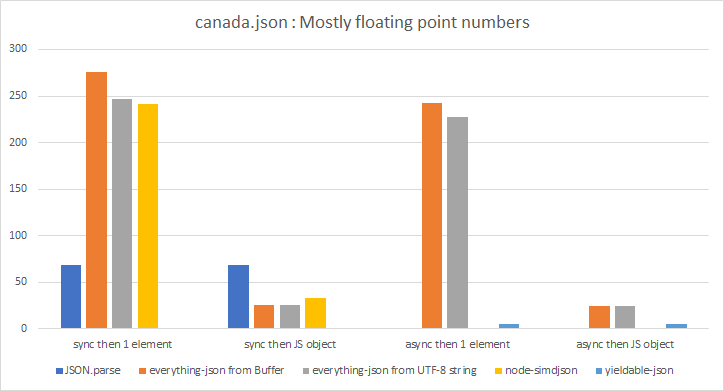 canada.json : Mostly floating point numbers
300
250
200
150
100
50
0
sync then 1 element sync then JS object async then 1 element async then JS object
JSON.parse everything-json from Buffer everything-json from UTF-8 string node-simdjson yieldable-json